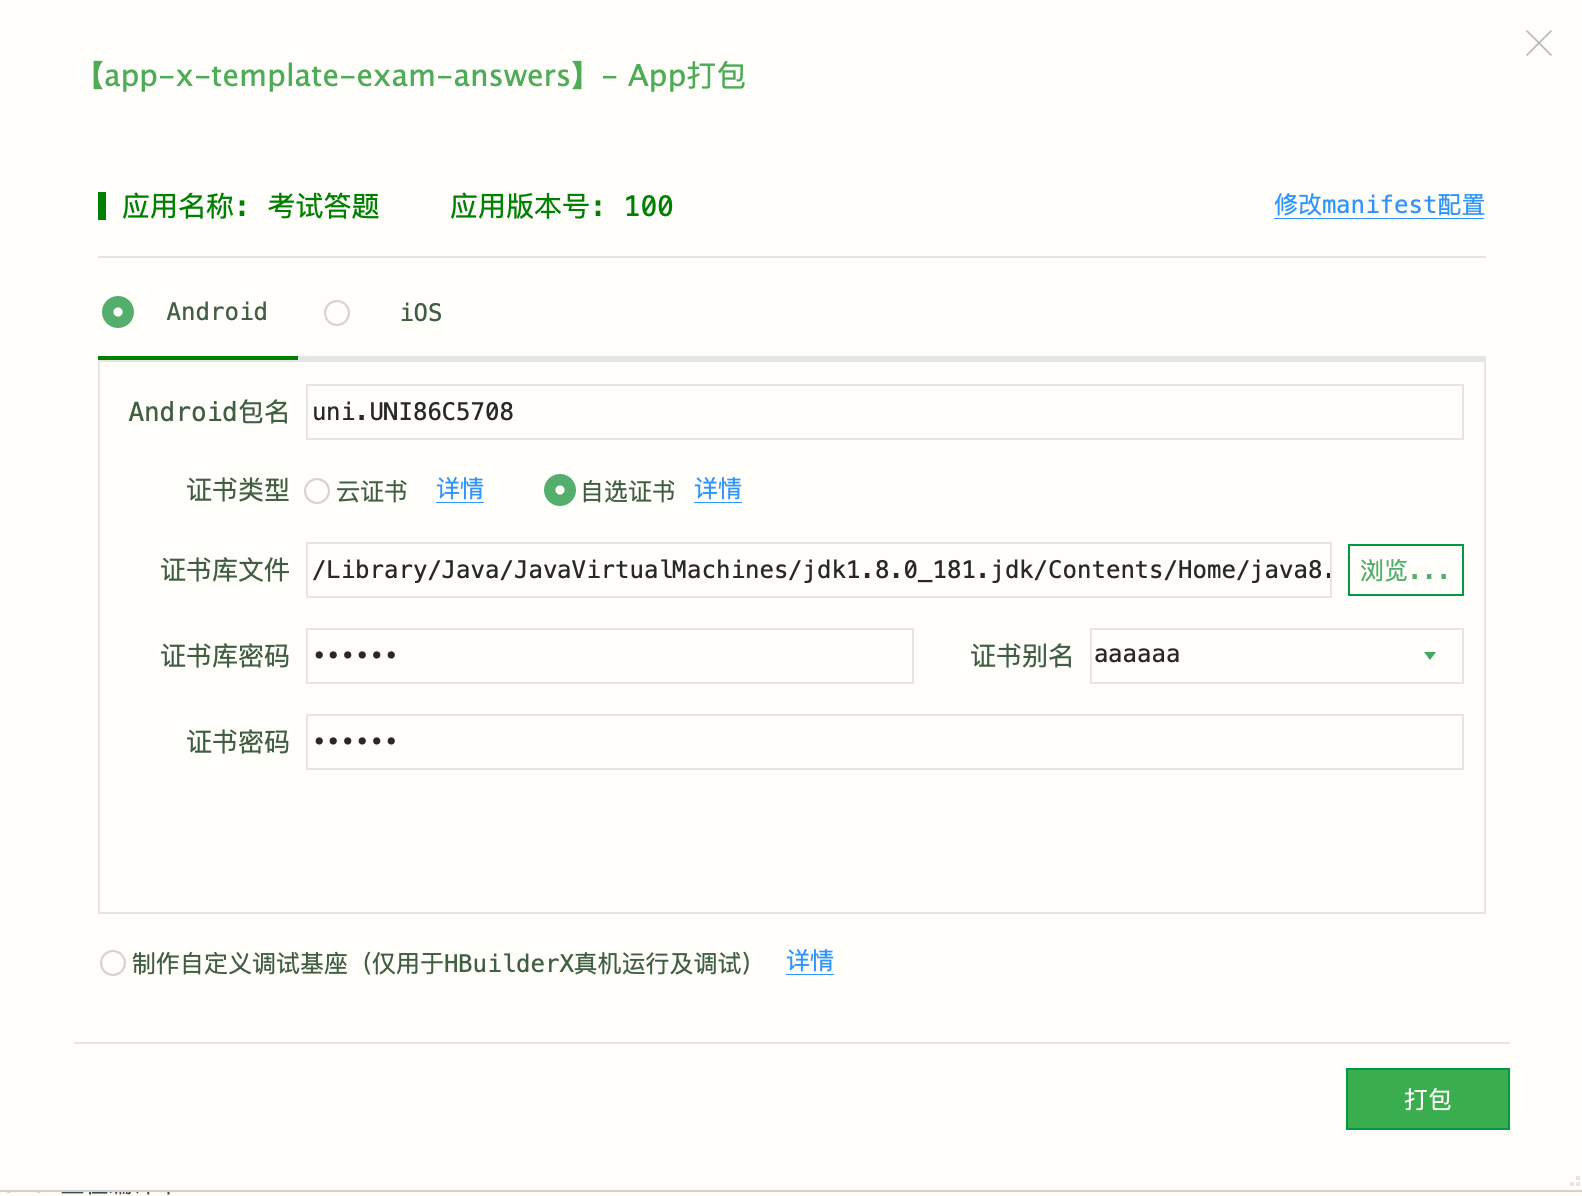 【app-x-template-exam-answers】- App打包
应用名称: 考试答题 应用版本号: 100 修改manifest配置
Android iOS
Android包名 uni.UNI86C5708
证书类型 云证书 详情 自选证书 详情
证书库文件 /Library/Java/JavaVirtualMachines/jdk1.8.0_181.jdk/Contents/Home/java8. 浏览...
证书库密码 •••••• 证书别名 aaaaaa
证书密码 ••••••
制作自定义调试基座（仅用于HBuilderX真机运行及调试） 详情
打包